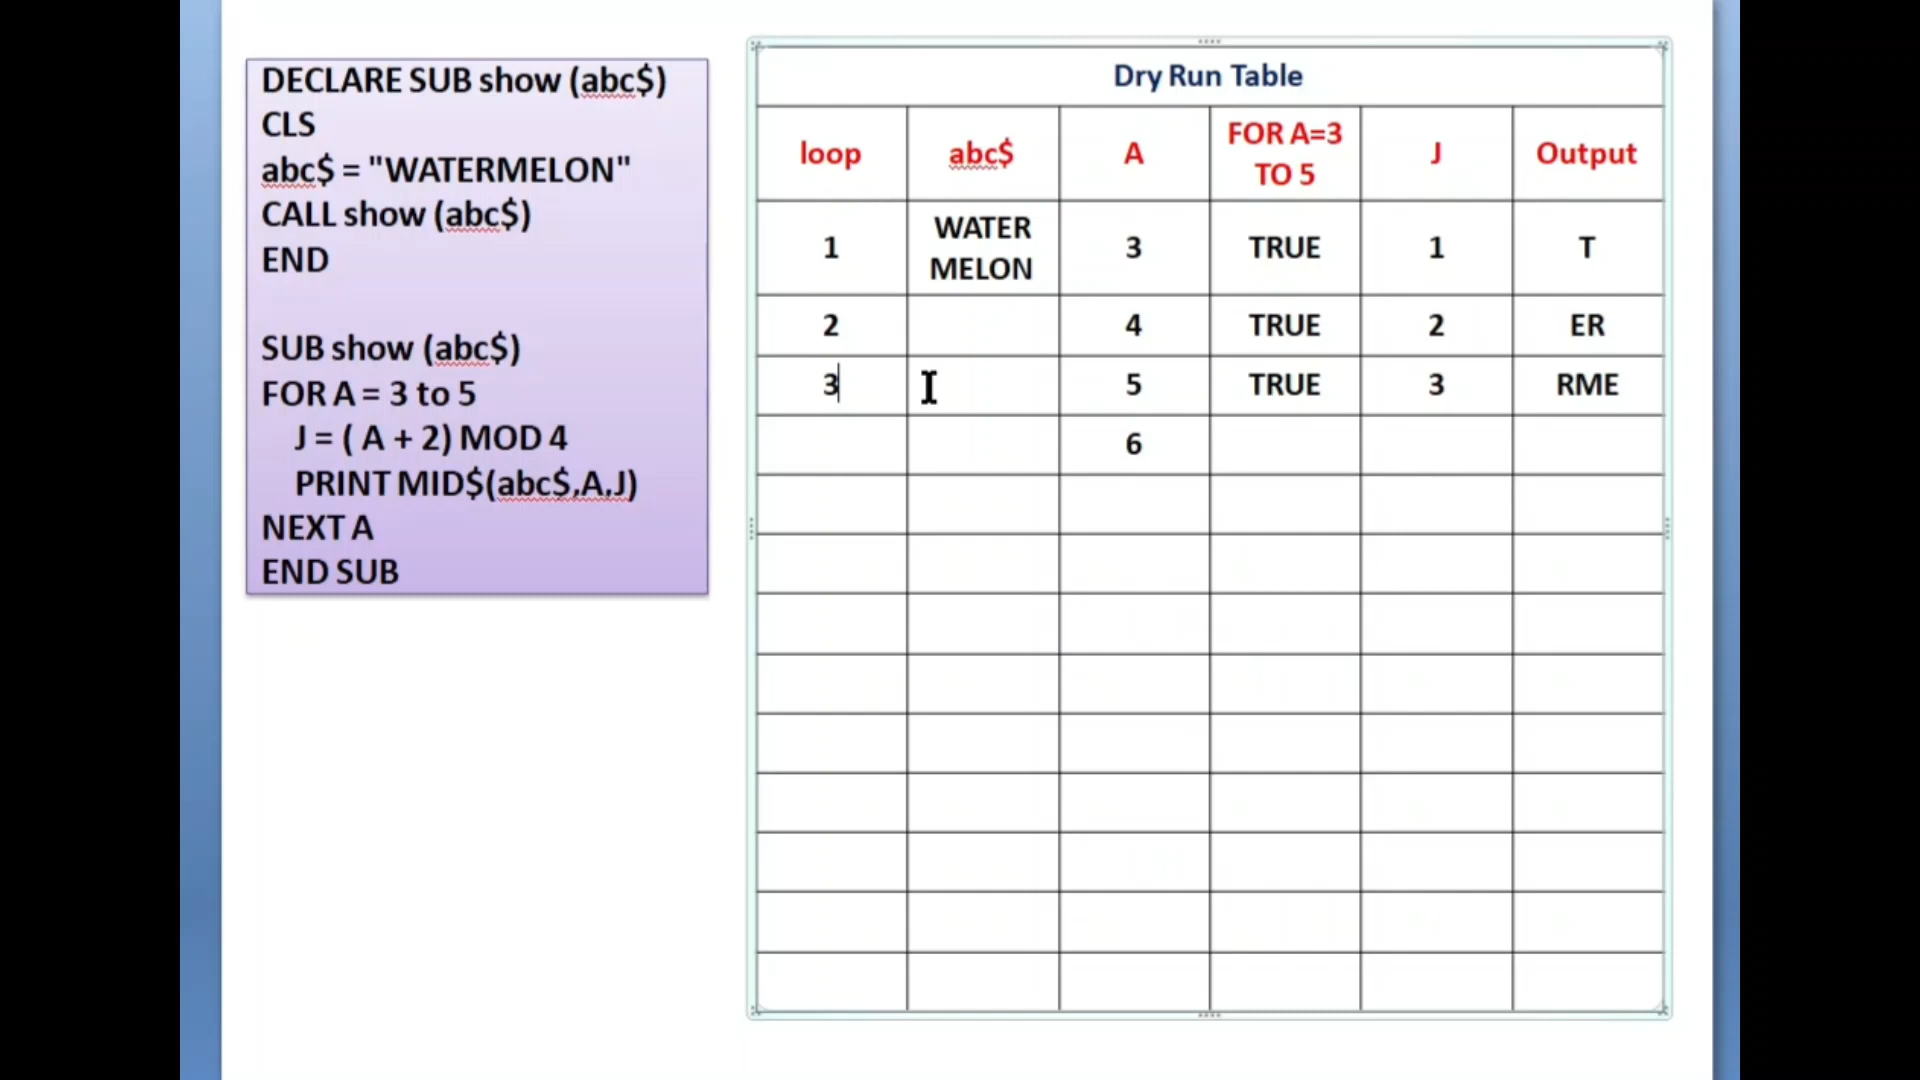 DECLARE SUB show (abc$)
CLS
abc$ = "WATERMELON"
CALL show (abc$)
END
SUB show (abc$)
FOR A = 3 to 5
J = ( A + 2) MOD 4
PRINT MID$(abc$,A,J)
NEXT A
END SUB
Dry Run Table
loop abc$ A FOR A=3 TO 5 J Output
1 WATER MELON 3 TRUE 1 T
2 4 TRUE 2 ER
3 5 TRUE 3 RME
6